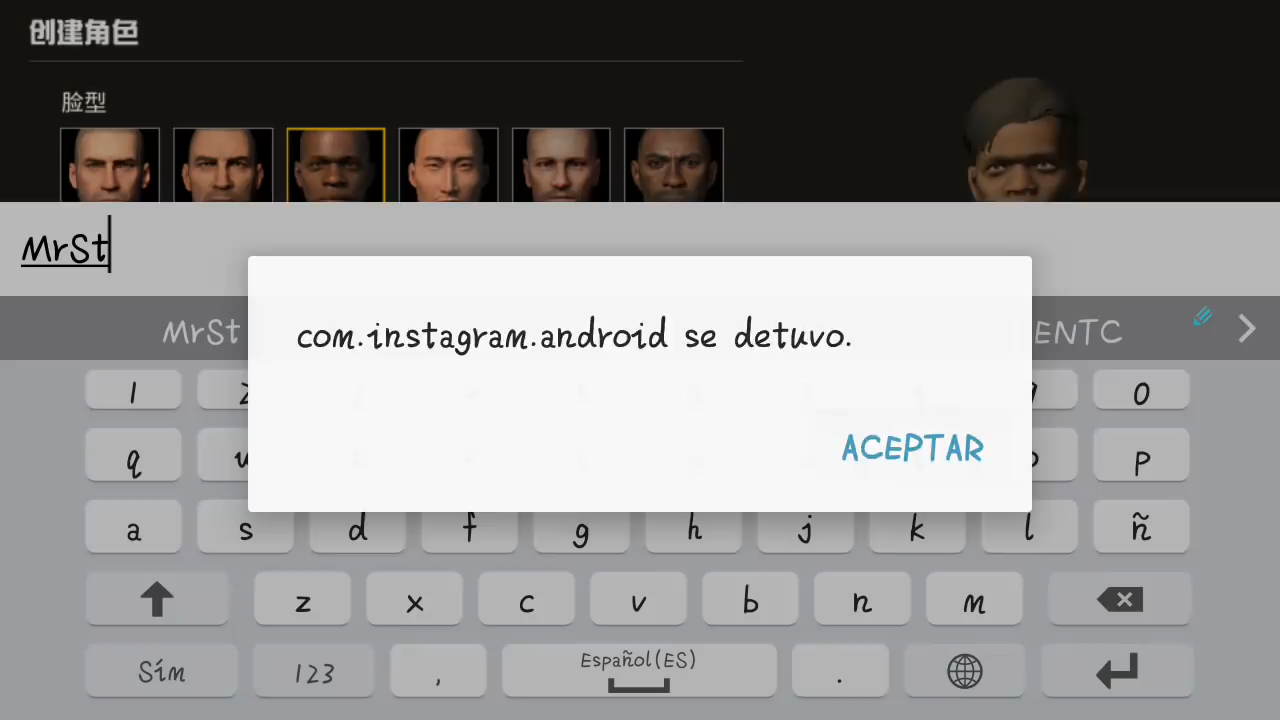 创建角色
脸型
MrSt
MrSt
ENTC
com.instagram.android se detuvo.
ACEPTAR
1 0
q p
a s d f g h j k l ñ
z x c v b n m
Sím 123 , Español(ES) .